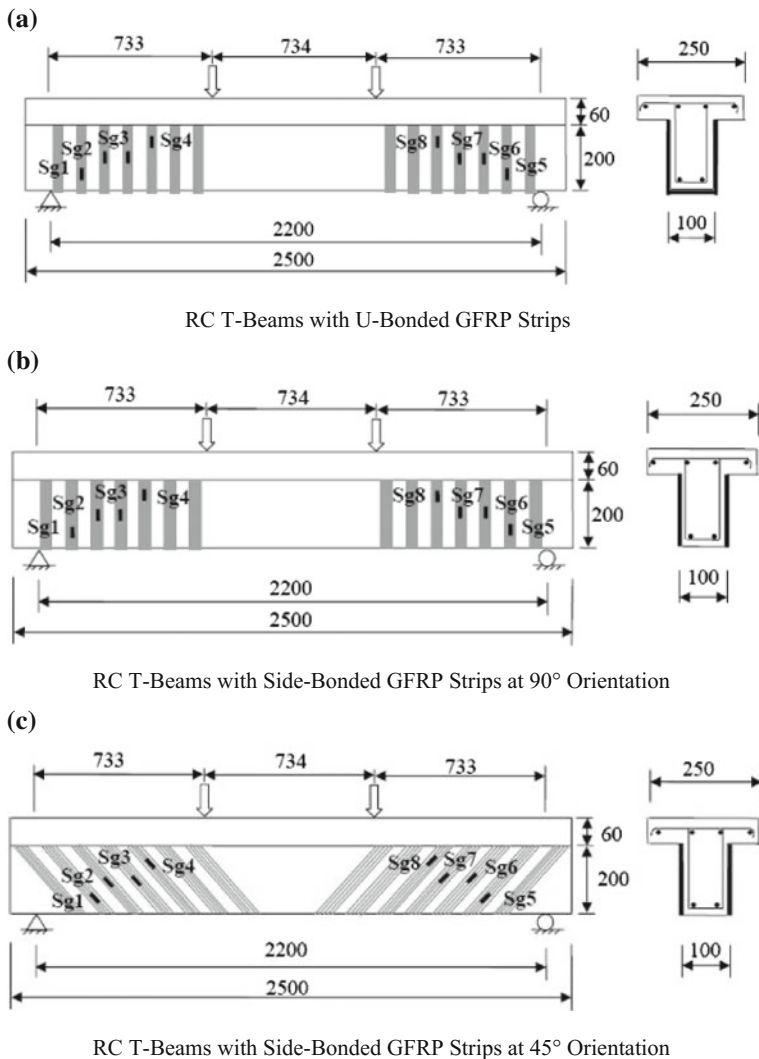 (a)
733 734 733 250
60
Sg3 Sg4 Sg8 Sg7
Sg2 Sg6
Sg1 Sg5
200
2200 100
2500
RC T-Beams with U-Bonded GFRP Strips
(b)
733 734 733 250
60
Sg3 Sg4 Sg8 Sg7
Sg2 Sg6
Sg1 Sg5
200
2200 100
2500
RC T-Beams with Side-Bonded GFRP Strips at 90° Orientation
(c)
733 734 733 250
60
Sg3 Sg4 Sg8 Sg7 Sg6
Sg2
Sg1 Sg5
200
2200 100
2500
RC T-Beams with Side-Bonded GFRP Strips at 45° Orientation